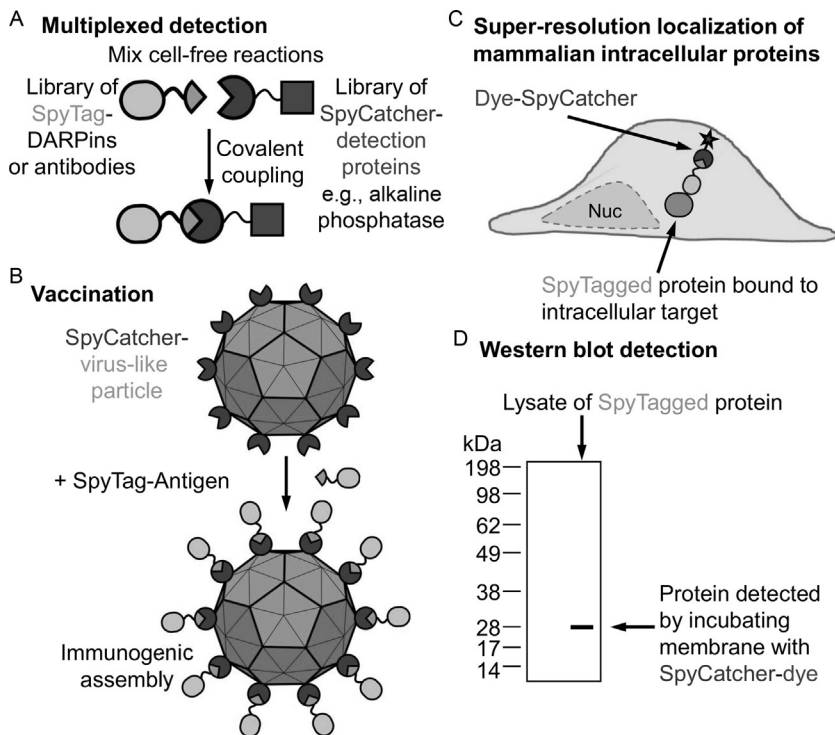 A
Multiplexed detection
Mix cell-free reactions
Library of
SpyTag-
DARPins
or antibodies
Library of
SpyCatcher-
detection
proteins
e.g., alkaline
phosphatase
Covalent
coupling
B
Vaccination
SpyCatcher-
virus-like
particle
+ SpyTag-Antigen
Immunogenic
assembly
C
Super-resolution localization of
mammalian intracellular proteins
Dye-SpyCatcher
Nuc
SpyTagged protein bound to
intracellular target
D
Western blot detection
Lysate of SpyTagged protein
kDa
198
98
62
49
38
28
17
14
Protein detected
by incubating
membrane with
SpyCatcher-dye